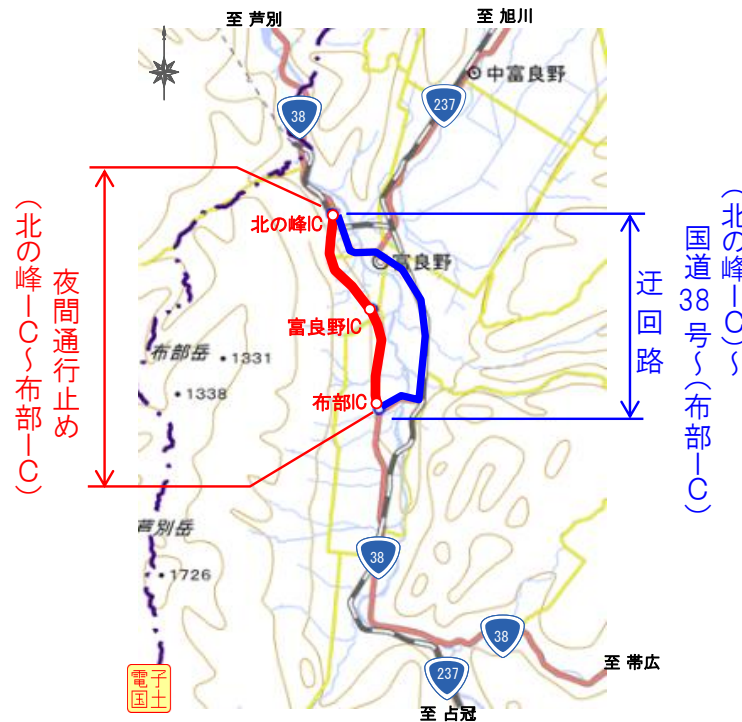 至 芦別
至 旭川
中富良野
38
237
北の峰IC
富良野
富良野IC
布部IC
布部岳
・1331
・1338
芦別岳
・1726
夜間通行止め
（北の峰IC～布部IC）
迂回路
（北の峰IC）～
国道38号～（布部IC）
38
38
237
至 帯広
至 占冠
電子
国土